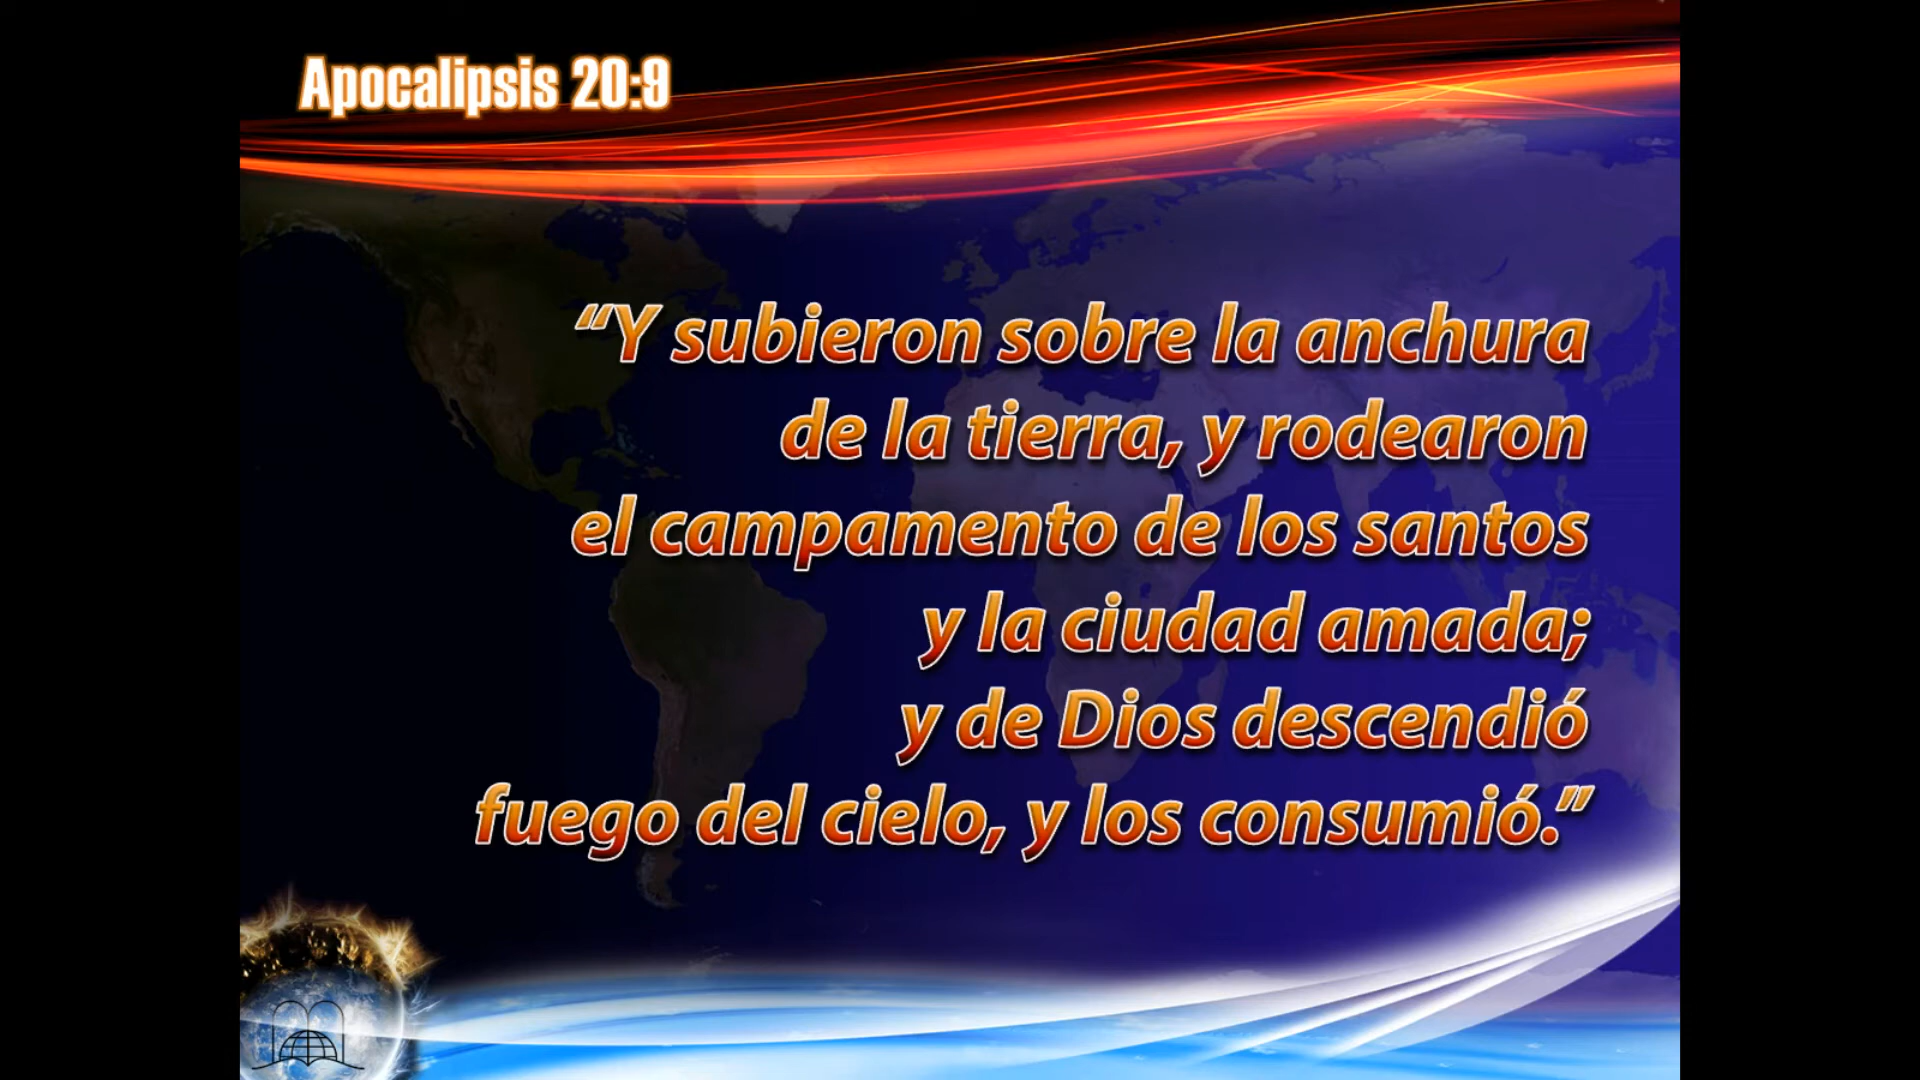 Apocalipsis 20:9
“Y subieron sobre la anchura
de la tierra, y rodearon
el campamento de los santos
y la ciudad amada;
y de Dios descendió
fuego del cielo, y los consumió.”